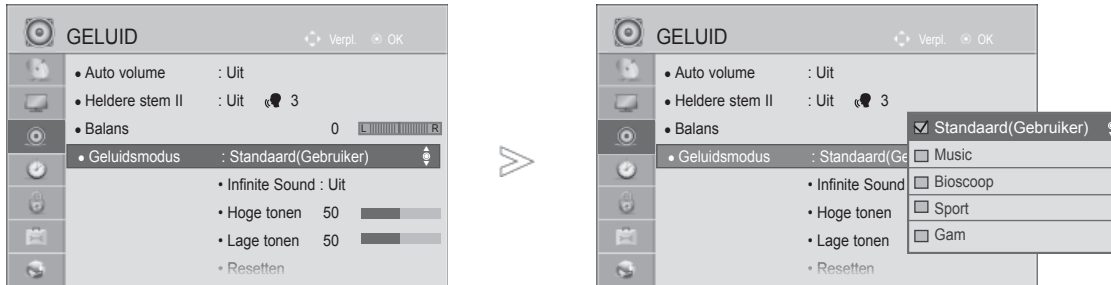 GELUID
Verpl. OK
• Auto volume : Uit
• Heldere stem II : Uit 3
• Balans 0 L R
• Geluidsmodus : Standaard(Gebruiker)
• Infinite Sound : Uit
• Hoge tonen 50
• Lage tonen 50
• Resetten
GELUID
Verpl. OK
• Auto volume : Uit
• Heldere stem II : Uit 3
• Balans
• Geluidsmodus : Standaard(Ge
• Infinite Sound
• Hoge tonen
• Lage tonen
• Resetten
Standaard(Gebruiker)
Music
Bioscoop
Sport
Gam